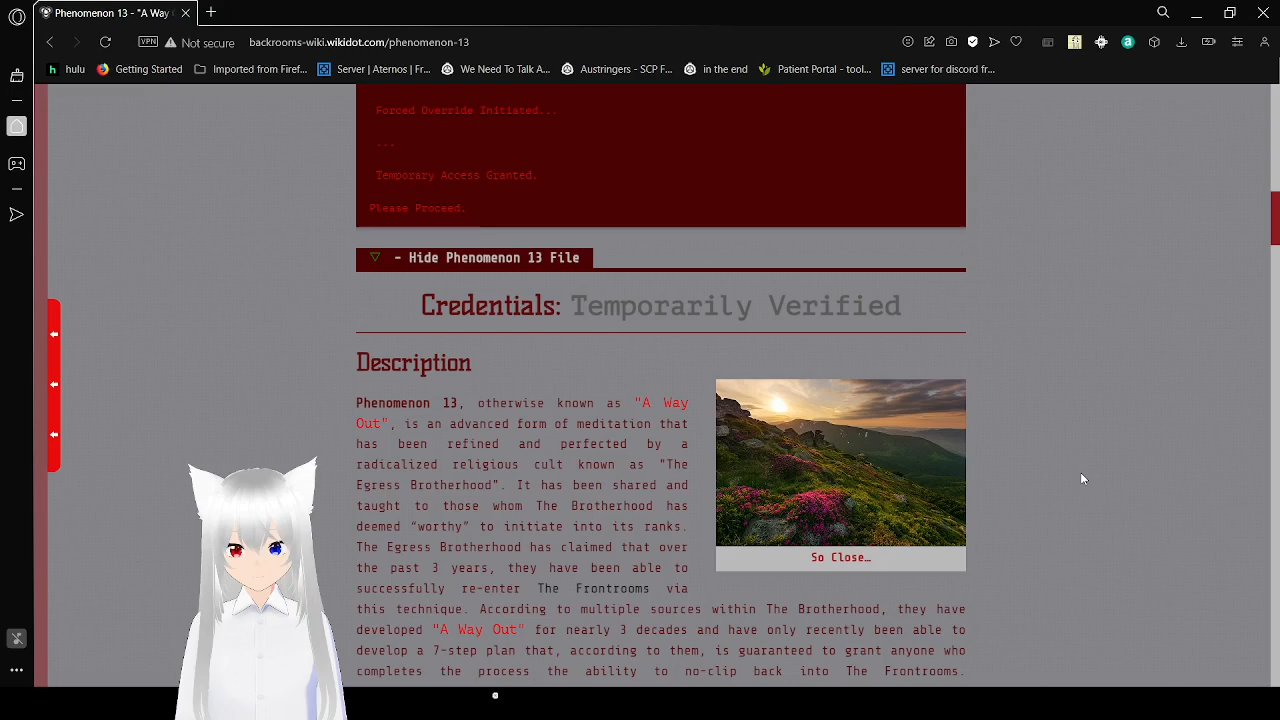 Phenomenon 13 - "A Way
VPN Not secure backrooms-wiki.wikidot.com/phenomenon-13
hulu Getting Started Imported from Firef... Server | Aternos | Fr... We Need To Talk A... Austringers - SCP F... in the end Patient Portal - tool... server for discord fr...
Forced Override Initiated...
...
Temporary Access Granted.
Please Proceed.
▽ - Hide Phenomenon 13 File
Credentials: Temporarily Verified
Description
Phenomenon 13, otherwise known as "A Way
Out", is an advanced form of meditation that
has been refined and perfected by a
radicalized religious cult known as "The
Egress Brotherhood". It has been shared and
taught to those whom The Brotherhood has
deemed “worthy” to initiate into its ranks.
The Egress Brotherhood has claimed that over
the past 3 years, they have been able to
successfully re-enter The Frontrooms via
So Close…
this technique. According to multiple sources within The Brotherhood, they have
developed "A Way Out" for nearly 3 decades and have only recently been able to
develop a 7-step plan that, according to them, is guaranteed to grant anyone who
completes the process the ability to no-clip back into The Frontrooms.